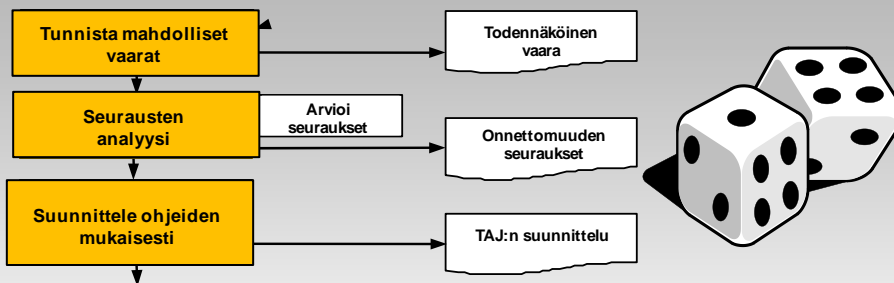 Tunnista mahdolliset
vaarat
Todennäköinen
vaara
Seurausten
analyysi
Arvioi
seuraukset
Onnettomuuden
seuraukset
Suunnittele ohjeiden
mukaisesti
TAJ:n suunnittelu